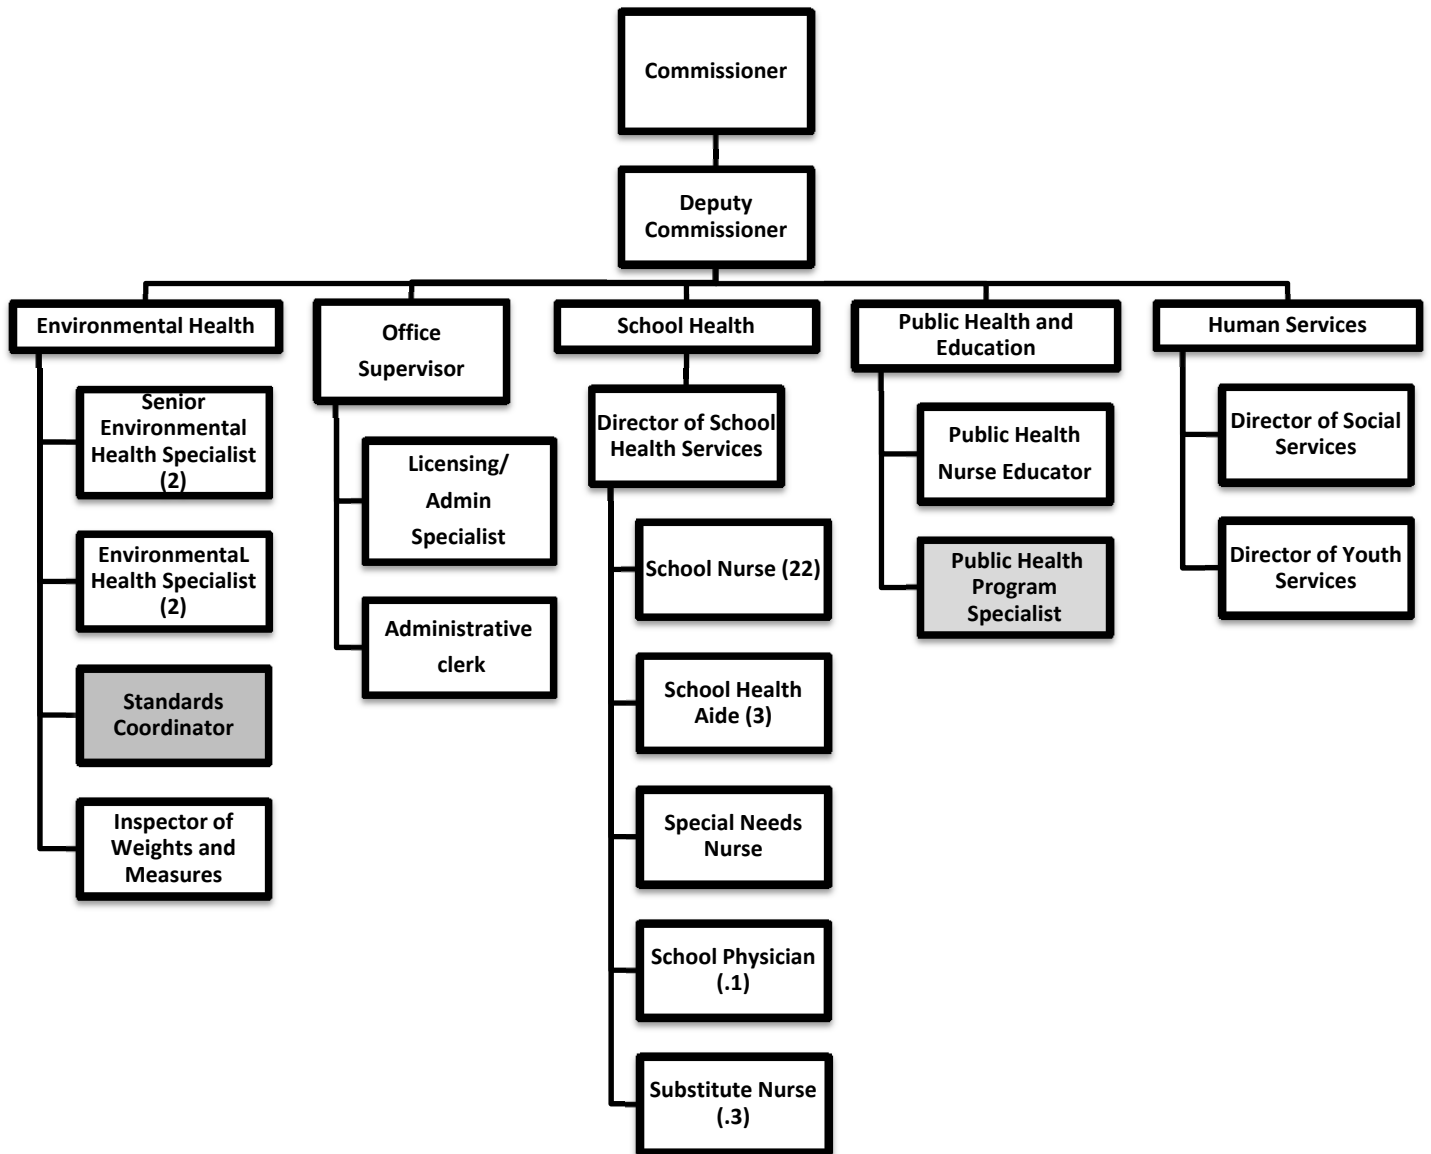 Commissioner
Deputy
Commissioner
Environmental Health
Office
Supervisor
School Health
Public Health and
Education
Human Services
Senior
Environmental
Health Specialist
(2)
EnvironmentaL
Health Specialist
(2)
Standards
Coordinator
Inspector of
Weights and
Measures
Licensing/
Admin
Specialist
Administrative
clerk
Director of School
Health Services
School Nurse (22)
School Health
Aide (3)
Special Needs
Nurse
School Physician
(.1)
Substitute Nurse
(.3)
Public Health
Nurse Educator
Public Health
Program
Specialist
Director of Social
Services
Director of Youth
Services